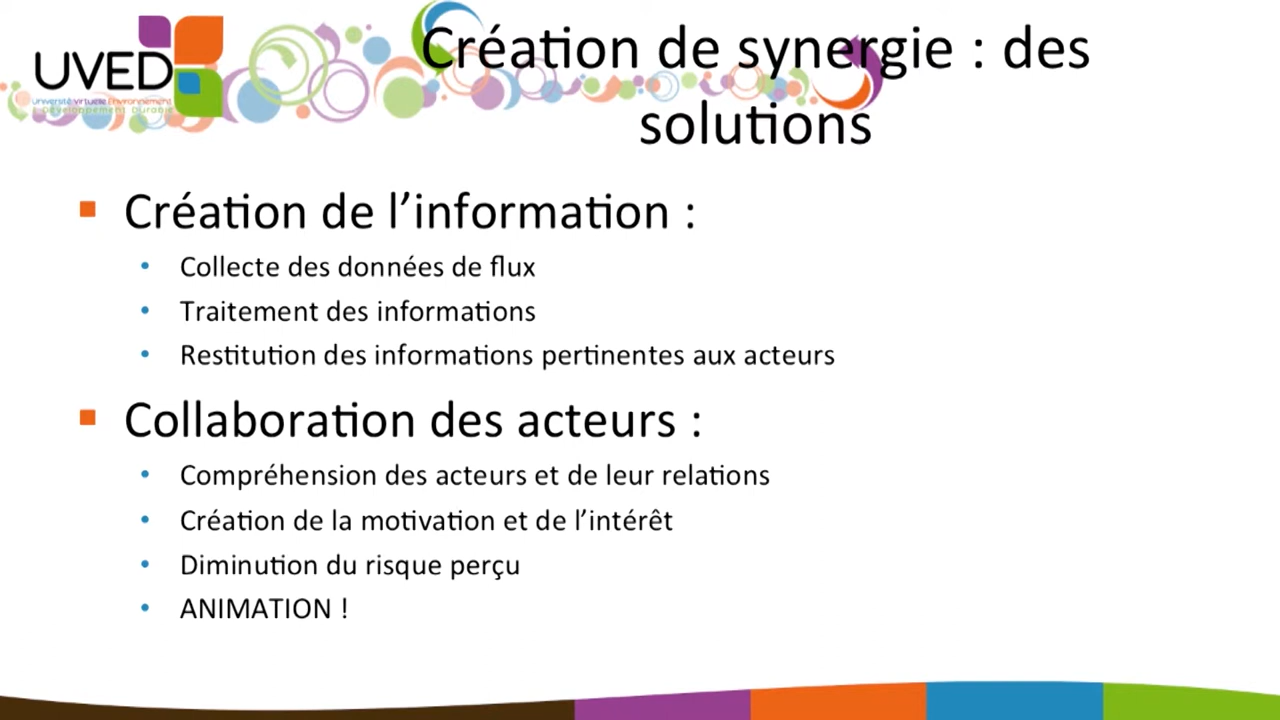 UVED
Université Virtuelle Environnement
& Développement Durable
Création de synergie : des
solutions
Création de l’information :
Collecte des données de flux
Traitement des informations
Restitution des informations pertinentes aux acteurs
Collaboration des acteurs :
Compréhension des acteurs et de leur relations
Création de la motivation et de l’intérêt
Diminution du risque perçu
ANIMATION !